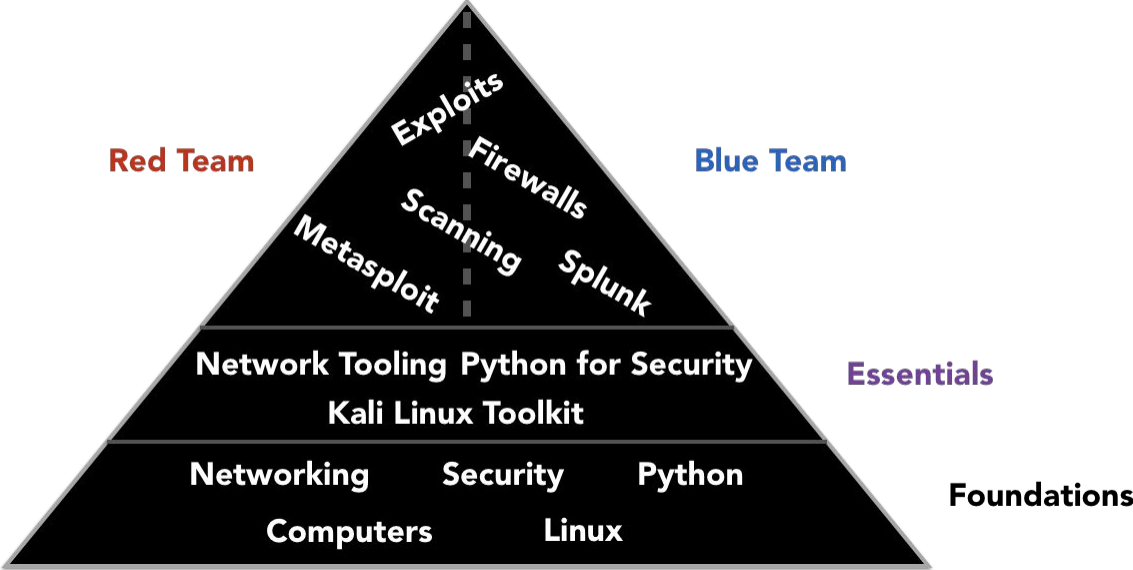 Exploits
Red Team
Firewalls
Blue Team
Scanning
Metasploit
Splunk
Network Tooling Python for Security
Essentials
Kali Linux Toolkit
Networking Security Python
Foundations
Computers Linux